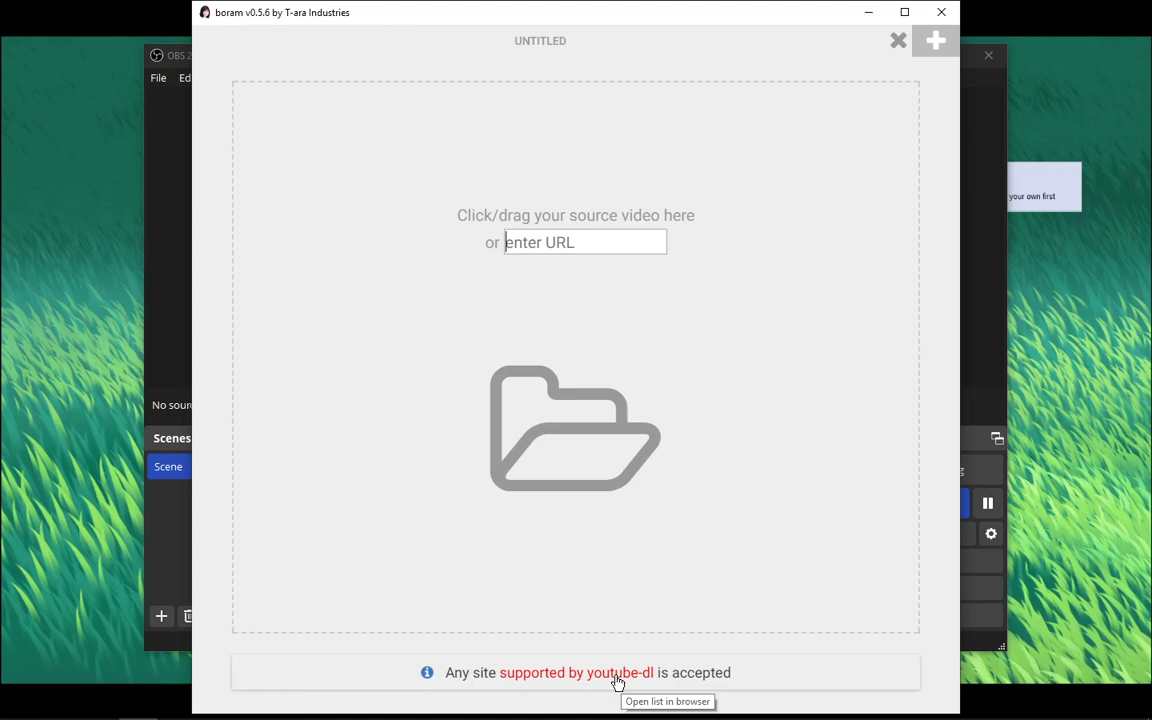 boram v0.5.6 by T-ara Industries
UNTITLED
OBS 2
File Ed
Click/drag your source video here
or enter URL
your own first
No sour
Scenes
Scene
Any site supported by youtube-dl is accepted
Open list in browser